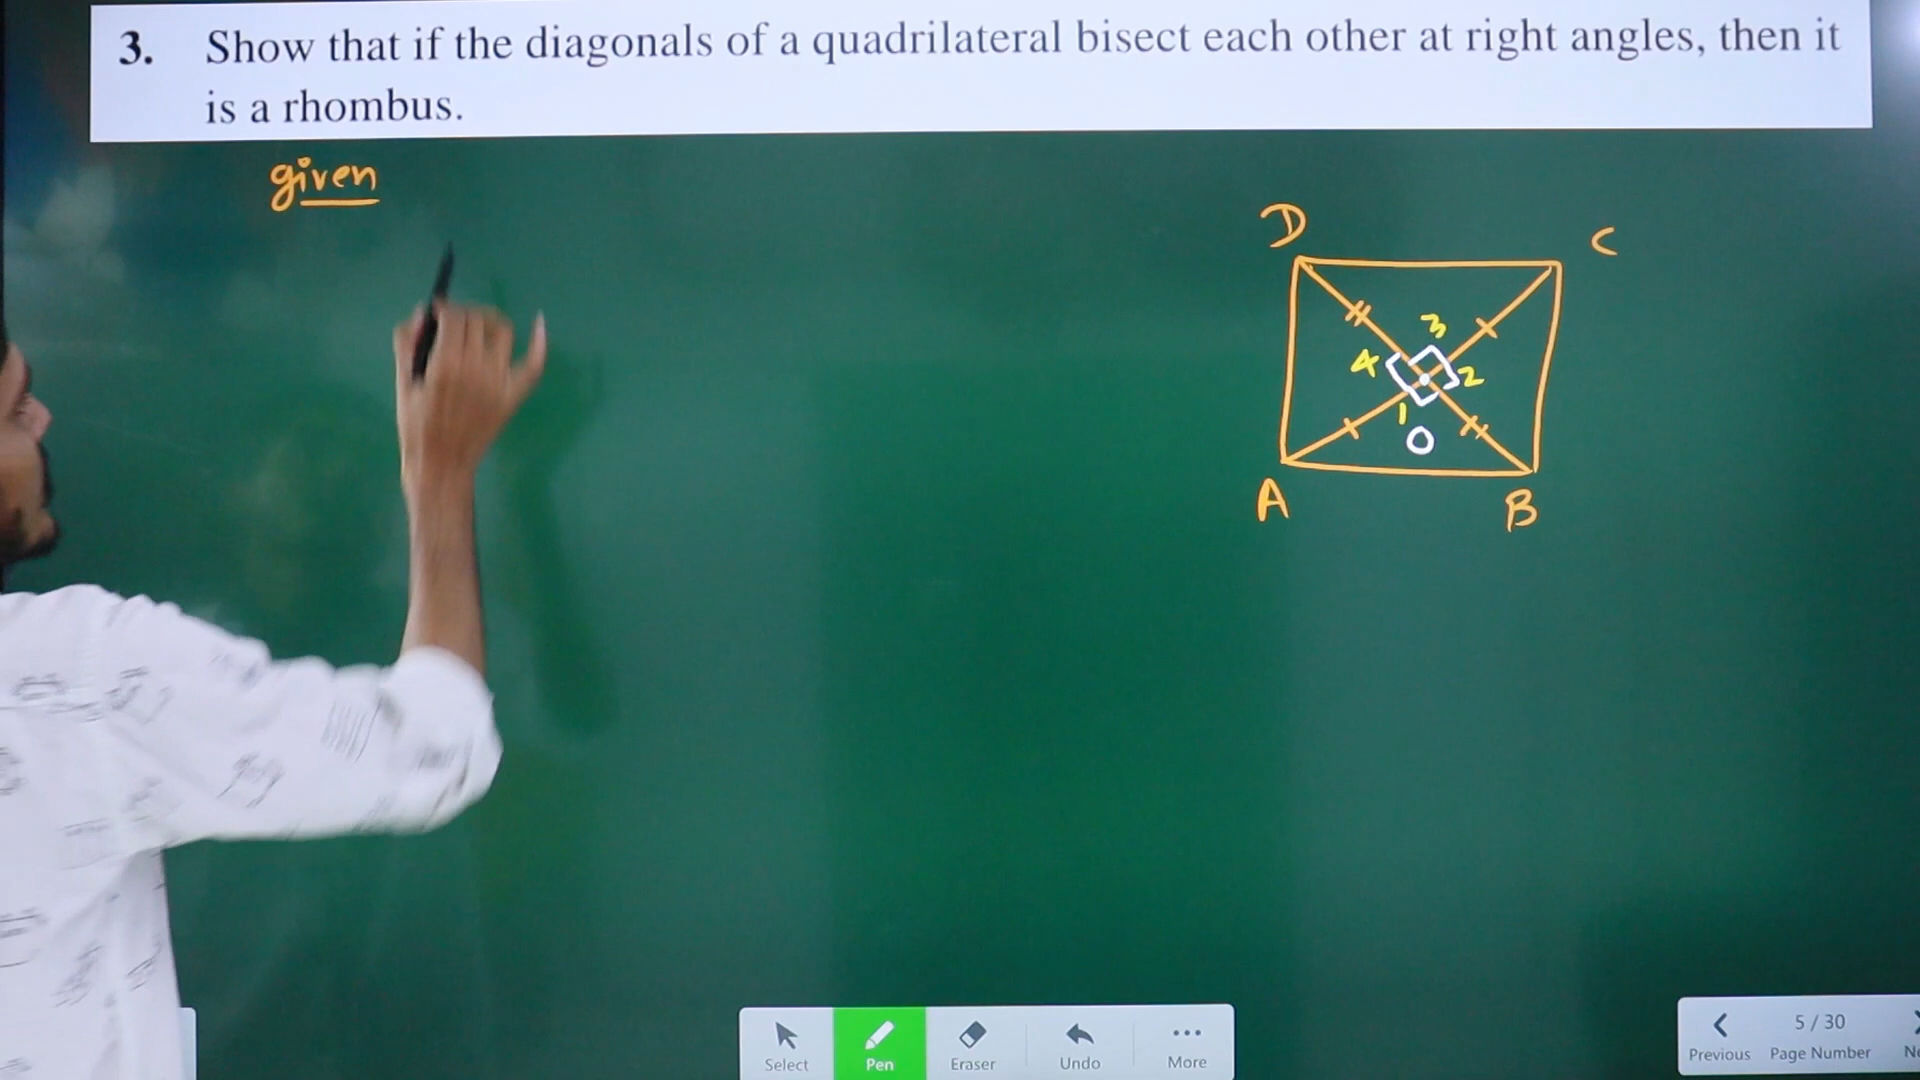 3. Show that if the diagonals of a quadrilateral bisect each other at right angles, then it
is a rhombus.
given
D C
3
4 2
1
O
A B
Select Pen Eraser Undo More
5 / 30
Previous Page Number